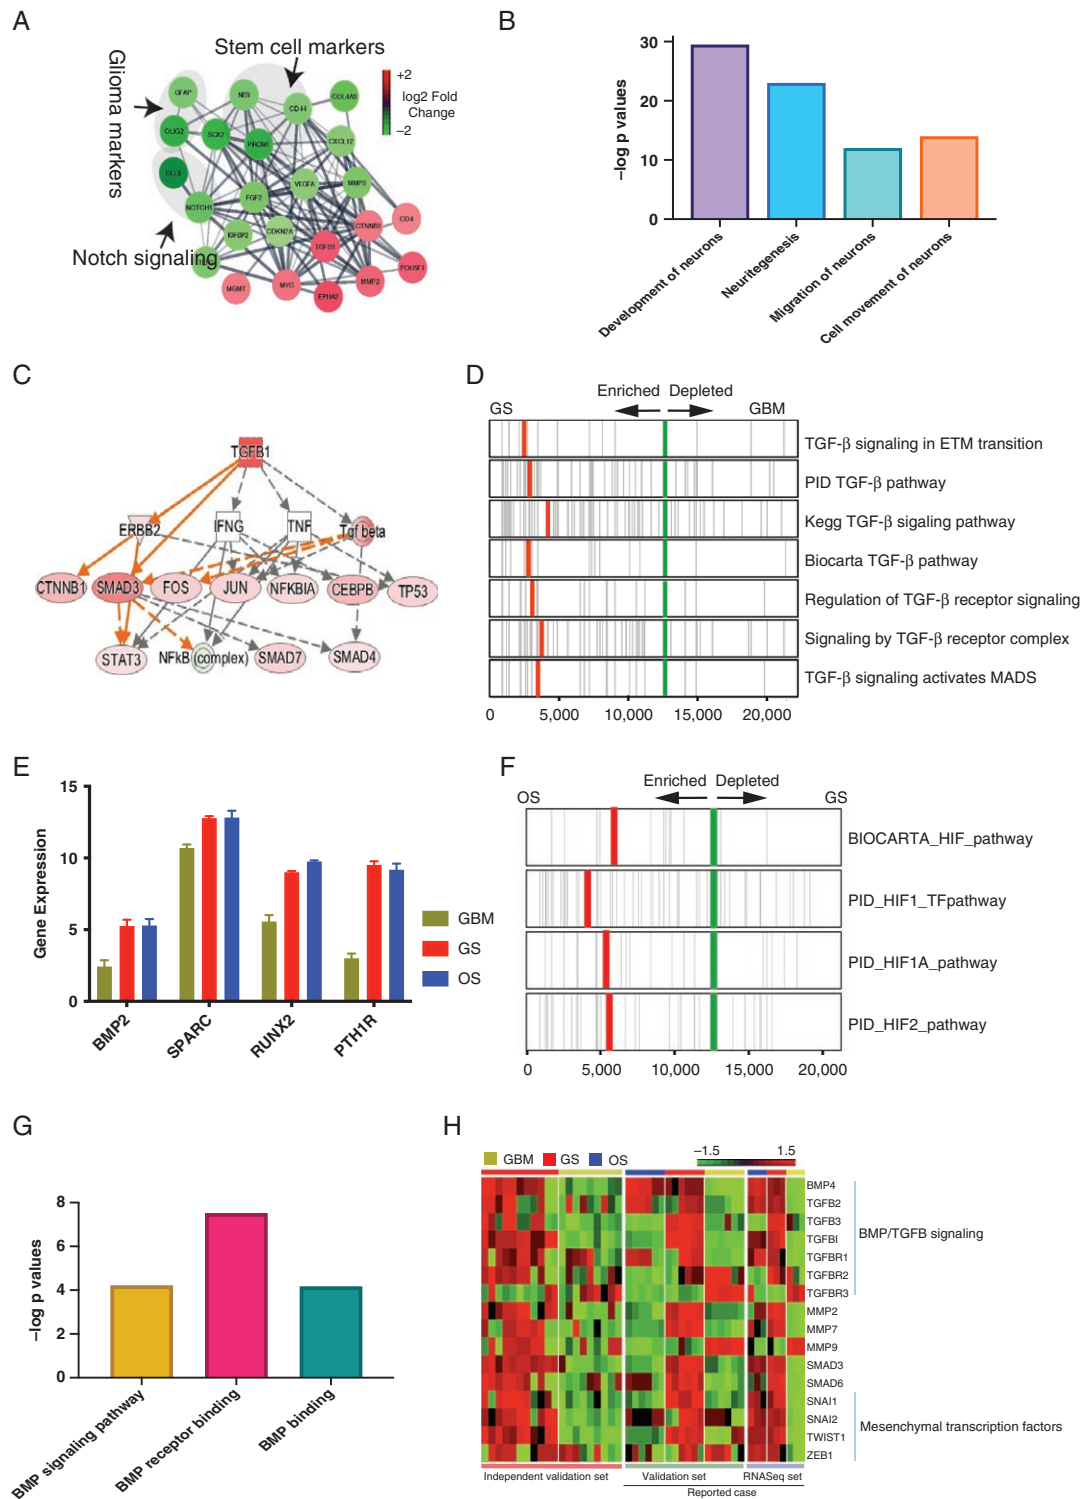 A
Stem cell markers
Glioma markers
Notch signaling
+2
log2 Fold
Change
−2
GFAP
NES
CD44
COL4A5
OLIG2
SOX2
PROM1
CXCL12
DLL3
VEGFA
MMP9
NOTCH1
FGF2
IGFBP2
CDKN2A
TGFB1
CTNNB1
CD4
MGMT
MYC
EPHA2
MMP2
POU5F1
B
−log p values
30
20
10
0
Development of neurons
Neuritegenesis
Migration of neurons
Cell movement of neurons
C
TGFB1
ERBB2
IFNG
TNF
Tgf beta
CTNNB1
SMAD3
FOS
JUN
NFKBIA
CEBPB
TP53
STAT3
NFkB (complex)
SMAD7
SMAD4
D
Enriched Depleted
GS GBM
TGF-β signaling in ETM transition
PID TGF-β pathway
Kegg TGF-β sigaling pathway
Biocarta TGF-β pathway
Regulation of TGF-β receptor signaling
Signaling by TGF-β receptor complex
TGF-β signaling activates MADS
0 5,000 10,000 15,000 20,000
E
Gene Expression
15
10
5
0
BMP2
SPARC
RUNX2
PTH1R
GBM
GS
OS
F
Enriched Depleted
OS GS
BIOCARTA_HIF_pathway
PID_HIF1_TFpathway
PID_HIF1A_pathway
PID_HIF2_pathway
0 5,000 10,000 15,000 20,000
G
−log p values
8
6
4
2
0
BMP signaling pathway
BMP receptor binding
BMP binding
H
GBM GS OS
−1.5 1.5
BMP4
TGFB2
TGFB3
TGFBI
TGFBR1
TGFBR2
TGFBR3
MMP2
MMP7
MMP9
SMAD3
SMAD6
SNAI1
SNAI2
TWIST1
ZEB1
BMP/TGFB signaling
Mesenchymal transcription factors
Independent validation set
Validation set
RNASeq set
Reported case